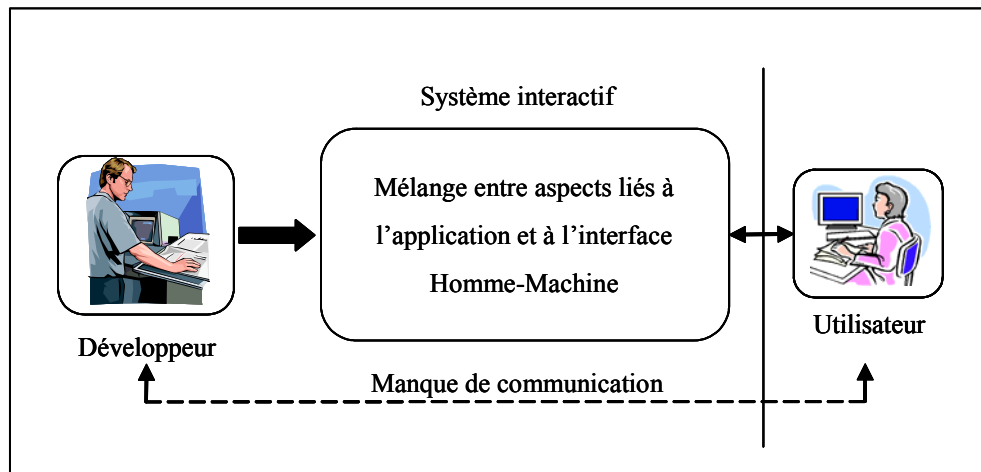 Système interactif
Mélange entre aspects liés à
l'application et à l'interface
Homme-Machine
Développeur
Utilisateur
Manque de communication